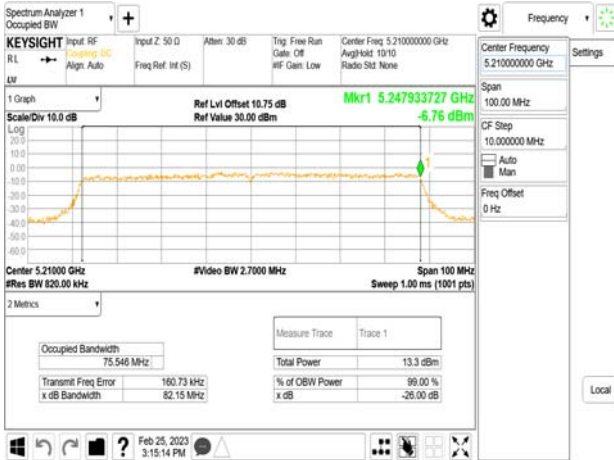 Spectrum Analyzer 1
Occupied BW
Frequency
KEYSIGHT
RL
Input: RF
Coupling: DC
Align: Auto
Input Z: 50 Ω
Freq Ref: Int (S)
Atten: 30 dB
Trig: Free Run
Gate: Off
#IF Gain: Low
Center Freq: 5.210000000 GHz
Avg|Hold: 10/10
Radio Std: None
Center Frequency
5.210000000 GHz
Settings
Span
100.00 MHz
CF Step
10.000000 MHz
Auto
Man
Freq Offset
0 Hz
Local
1 Graph
Scale/Div 10.0 dB
Ref Lvl Offset 10.75 dB
Ref Value 30.00 dBm
Mkr1 5.247933727 GHz
-6.76 dBm
Log
20.0
10.0
0.00
-10.0
-20.0
-30.0
-40.0
-50.0
-60.0
1
Center 5.21000 GHz
#Res BW 820.00 kHz
#Video BW 2.7000 MHz
Span 100 MHz
Sweep 1.00 ms (1001 pts)
2 Metrics
Measure Trace Trace 1
Occupied Bandwidth
75.546 MHz
Total Power 13.3 dBm
Transmit Freq Error 160.73 kHz
% of OBW Power 99.00 %
x dB Bandwidth 82.15 MHz
x dB -26.00 dB
Feb 25, 2023
3:15:14 PM